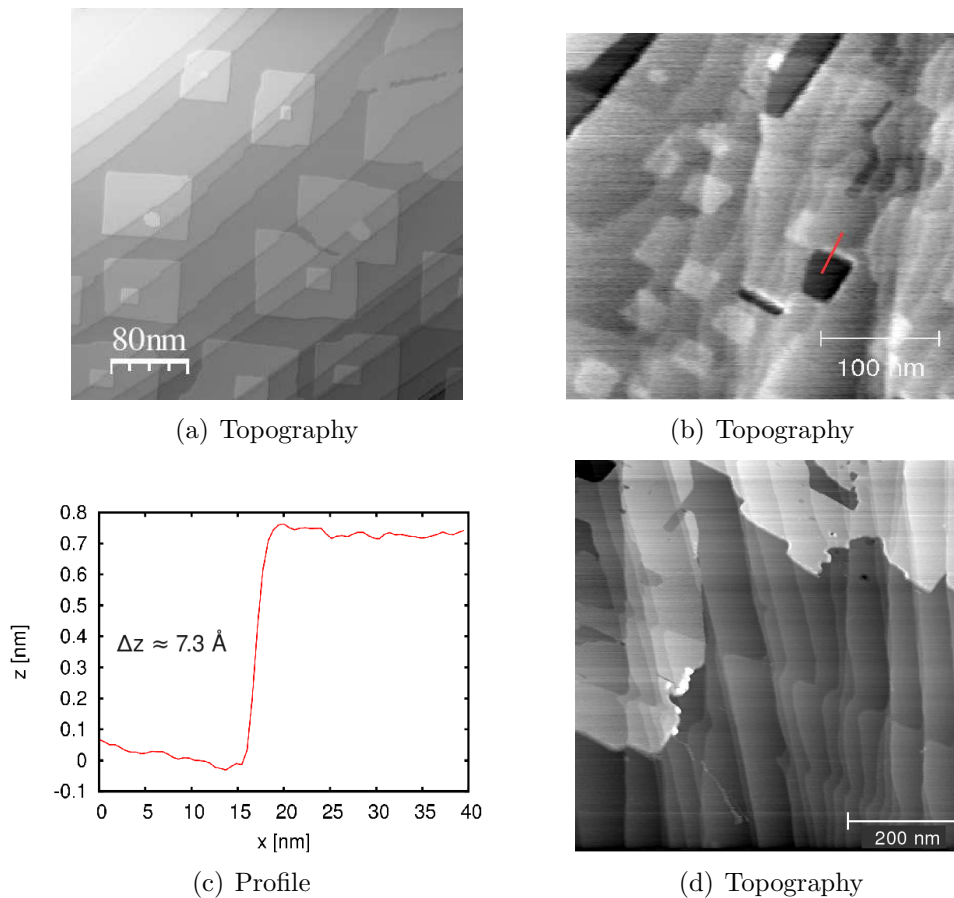 80nm
100 nm
(a) Topography
(b) Topography
0.8
0.7
0.6
0.5
0.4
0.3
0.2
0.1
0
-0.1
z [nm]
Δz ≈ 7.3 Å
0 5 10 15 20 25 30 35 40
x [nm]
200 nm
(c) Profile
(d) Topography